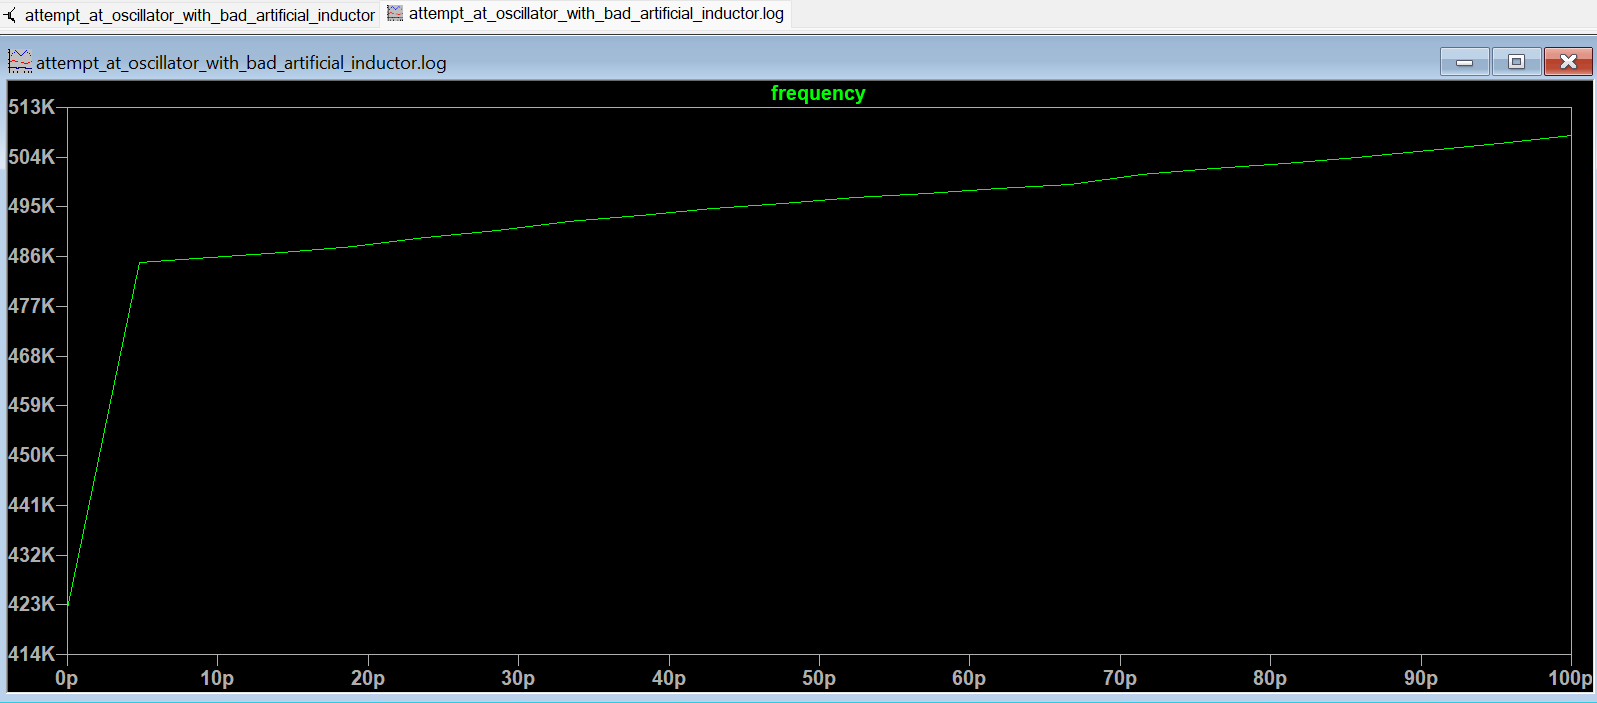 attempt_at_oscillator_with_bad_artificial_inductor
attempt_at_oscillator_with_bad_artificial_inductor.log
attempt_at_oscillator_with_bad_artificial_inductor.log
frequency
513K
504K
495K
486K
477K
468K
459K
450K
441K
432K
423K
414K
0p 10p 20p 30p 40p 50p 60p 70p 80p 90p 100p